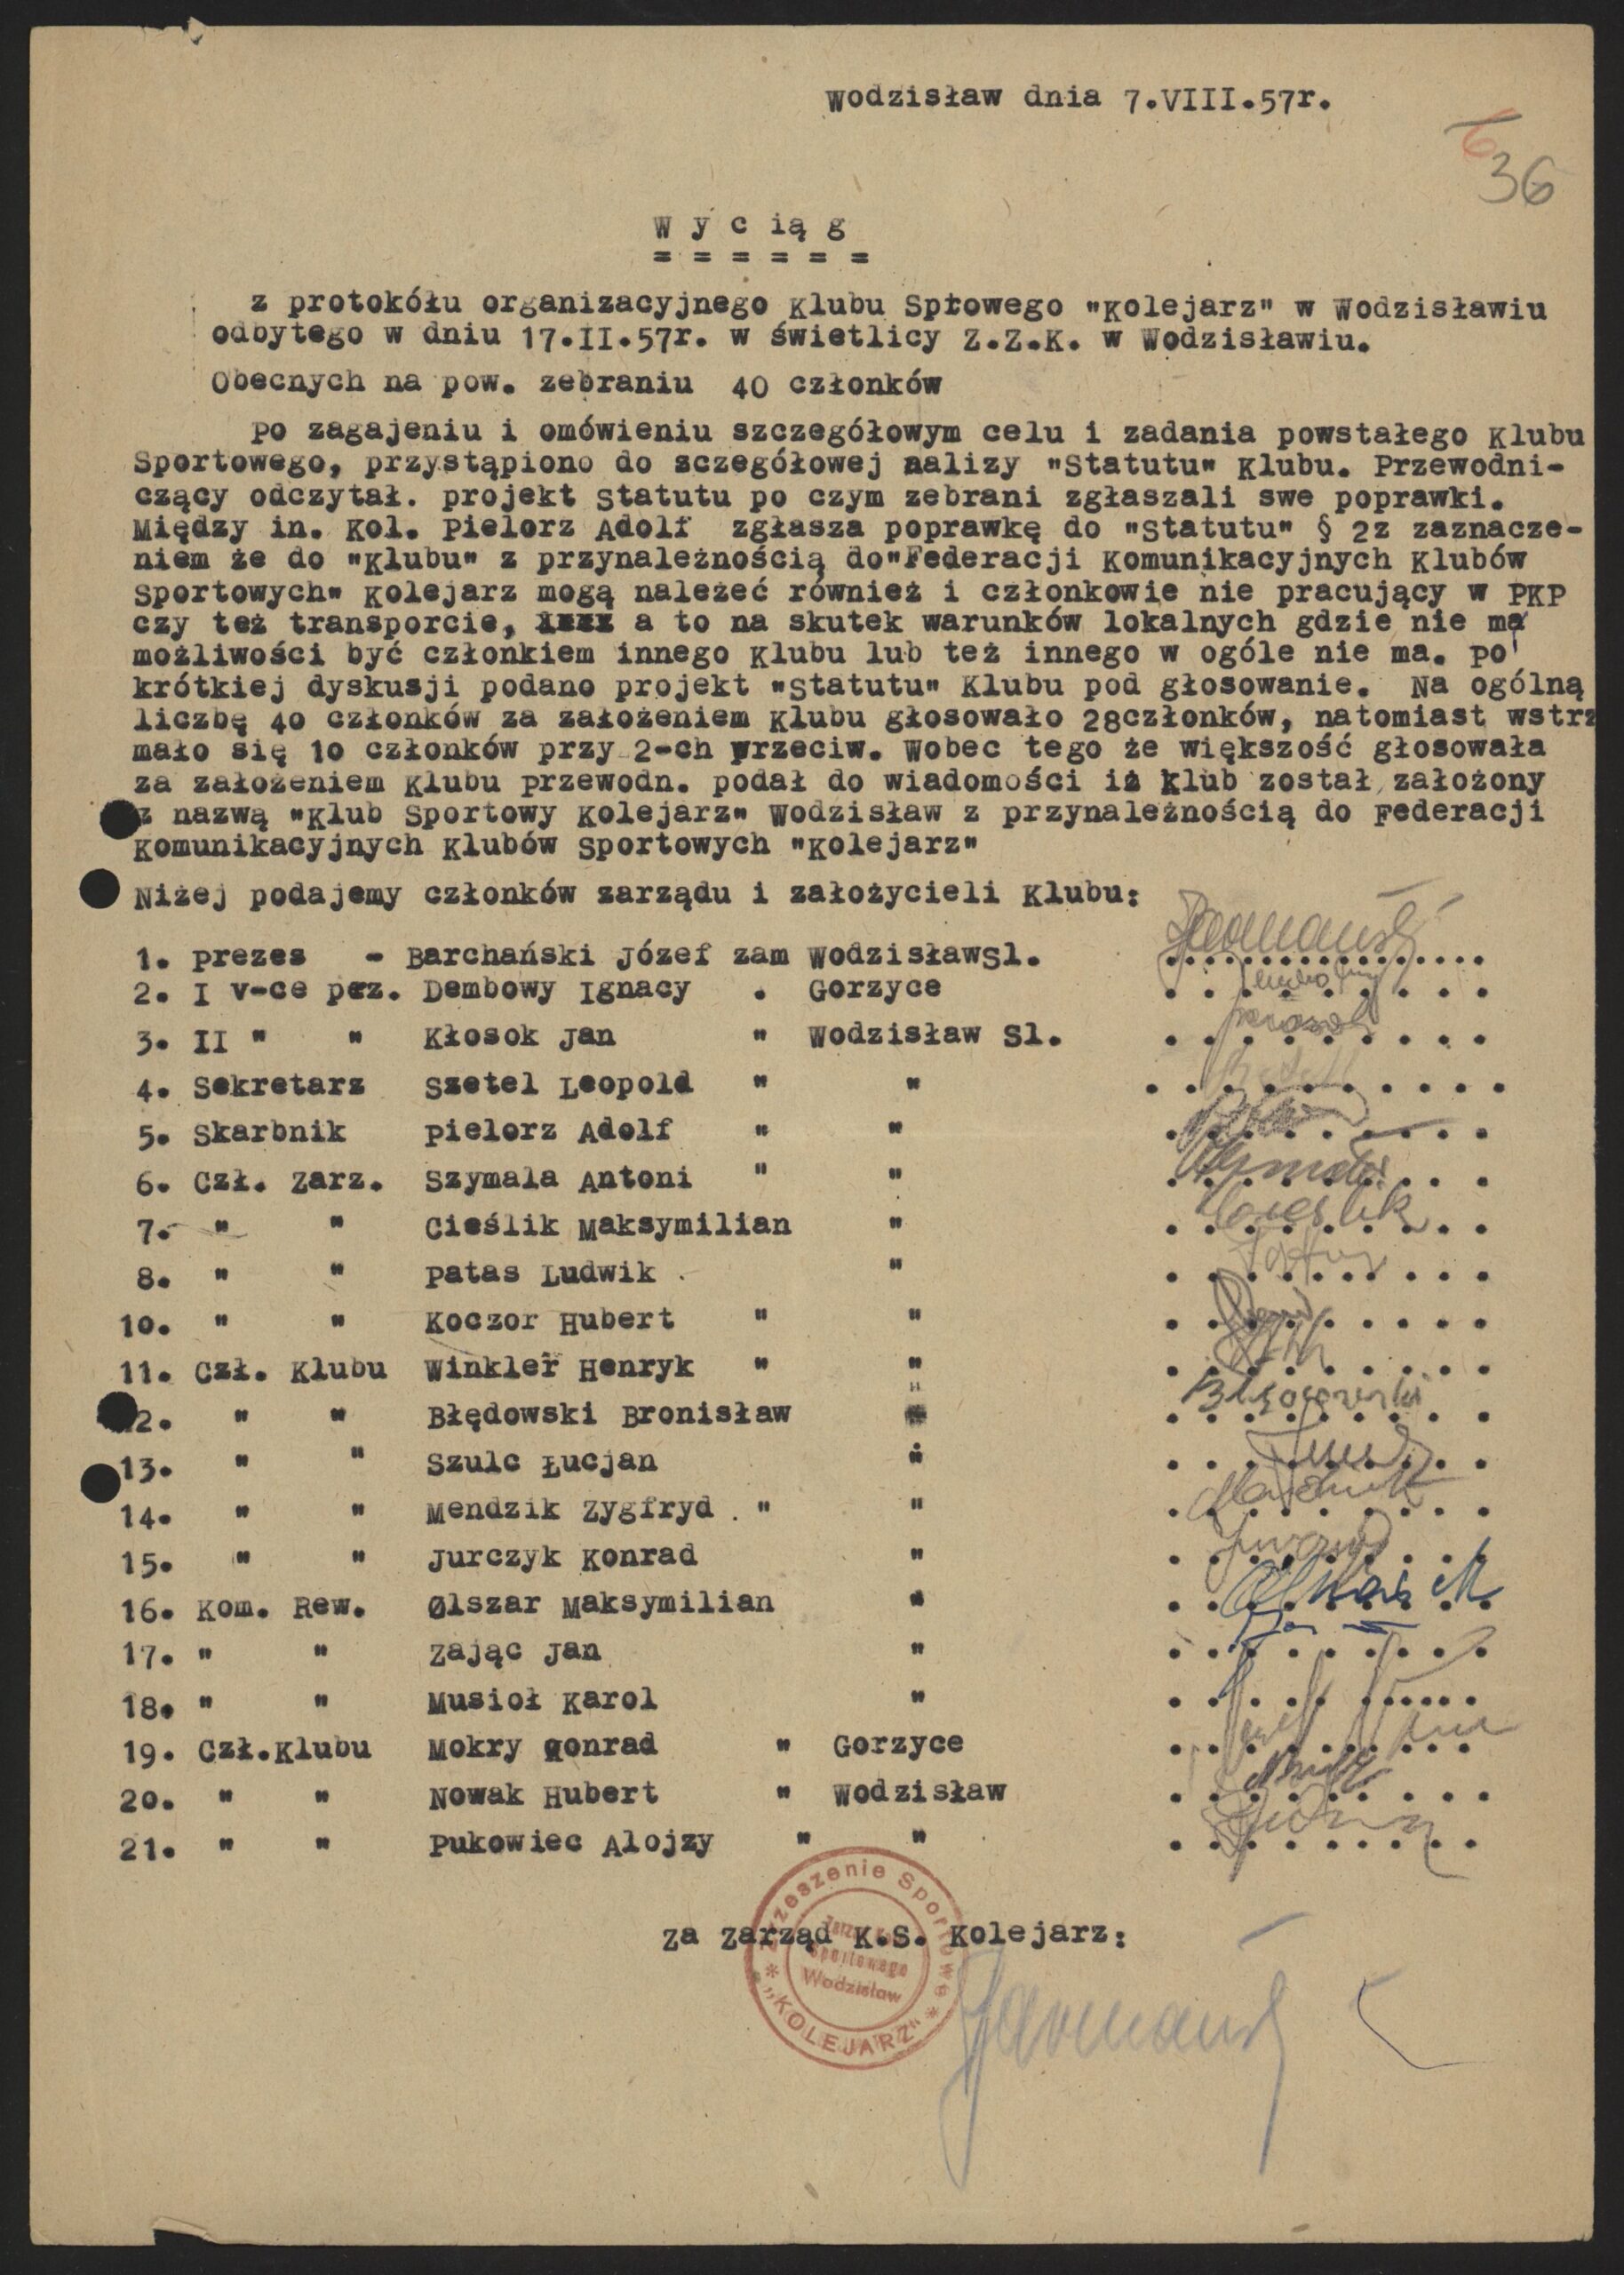 Wodzisław dnia 7.VIII.57r.
6
36
W y c ią g
= = = = = =
z protokółu organizacyjnego Klubu Sptowego "Kolejarz" w Wodzisławiu
odbytego w dniu 17.II.57r. w świetlicy Z.Z.K. w Wodzisławiu.
Obecnych na pow. zebraniu 40 członków
Po zagajeniu i omówieniu szczegółowym celu i zadania powstałego Klubu
Sportowego, przystąpiono do sczegółowej nalizy "Statutu" Klubu. Przewodni-
czący odczytał. projekt Statutu po czym zebrani zgłaszali swe poprawki.
Między in. Kol. Pielorz Adolf zgłasza poprawkę do "Statutu" § 2z zaznacze-
niem że do "Klubu" z przynależnością do"Federacji Komunikacyjnych Klubów
Sportowych" Kolejarz mogą należeć również i członkowie nie pracujący w PKP
czy też transporcie, a to na skutek warunków lokalnych gdzie nie ma
możliwości być członkiem innego Klubu lub też innego w ogóle nie ma. Po
krótkiej dyskusji podano projekt "Statutu" Klubu pod głosowanie. Na ogólną
liczbę 40 członków za założeniem Klubu głosowało 28członków, natomiast wstrz
mało się 10 członków przy 2-ch przeciw. Wobec tego że większość głosowała
za założeniem Klubu przewodn. podał do wiadomości iż Klub został założony
z nazwą "Klub Sportowy Kolejarz" Wodzisław z przynależnością do Federacji
Komunikacyjnych Klubów Sportowych "Kolejarz"
Niżej podajemy członków zarządu i założycieli Klubu:
1. prezes - Barchański Józef zam WodzisławSl. ................
2. I v-ce prz. Dembowy Ignacy . Gorzyce . . . . . . . . .
3. II " " Kłosok Jan " Wodzisław Sl. . . . . . . . . .
4. Sekretarz Szetel Leopold " " . . . . . . . . . .
5. Skarbnik Pielorz Adolf " " . . . . . . . . .
6. Czł. Zarz. Szymala Antoni " " . . . . . . . . .
7. " " Cieślik Maksymilian " Cieslik . . . . . . . . .
8. " " Patas Ludwik " . . . . . . . . .
10. " " Koczor Hubert " " . . . . . . . . .
11. Czł. Klubu Winkler Henryk " " . . . . . . . . .
12. " " Błędowski Bronisław " Błędowski . . . . . . . . .
13. " " Szulc Łucjan " . . . . . . . . .
14. " " Mendzik Zygfryd . " " . . . . . . . . .
15. " " Jurczyk Konrad " . . . . . . . . .
16. Kom. Rew. Olszar Maksymilian " . . . . . . . . .
17. " " Zając Jan " . . . . . . . . .
18. " " Musioł Karol " . . . . . . . . .
19. Czł.Klubu Mokry Qonrad " Gorzyce . . . . . . . . .
20. " " Nowak Hubert " Wodzisław . . . . . . . . .
21. " " Pukowiec Alojzy " " . . . . . . . . .
Za Zarząd K.S. Kolejarz:
Zrzeszenie Sportowe
"KOLEJARZ"
Sportowego
Wodzisław